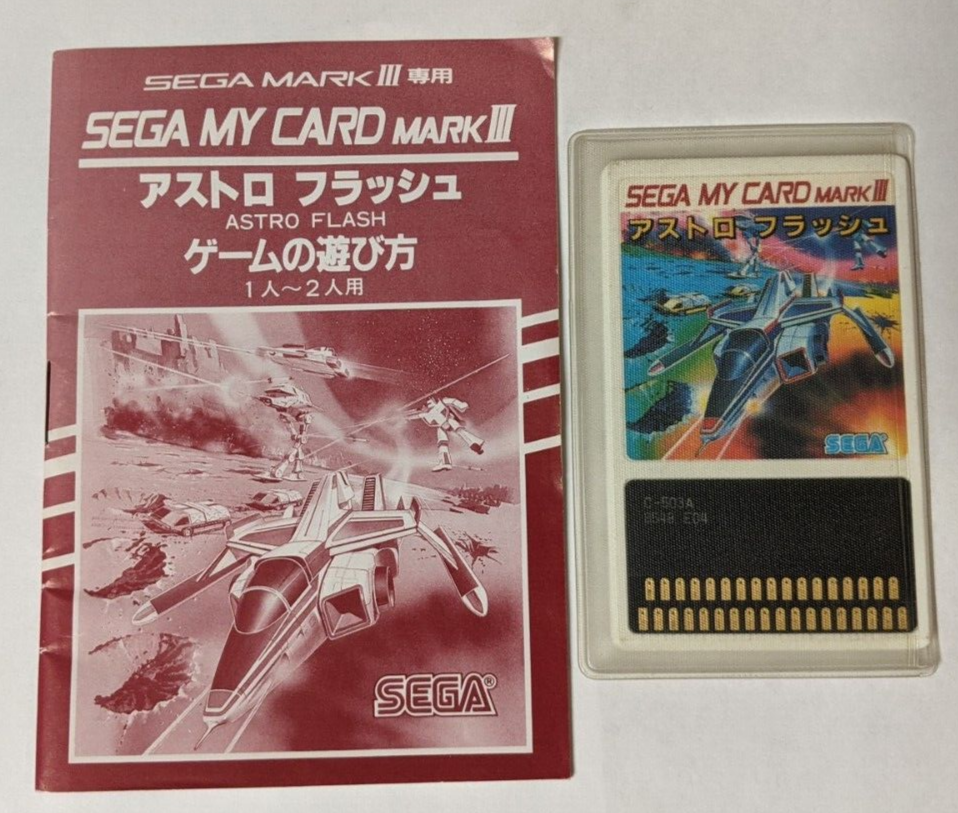 SEGA MARK III 専用
SEGA MY CARD MARK III
アストロ フラッシュ
ASTRO FLASH
ゲームの遊び方
1人～2人用
SEGA®
SEGA MY CARD MARK III
アストロ フラッシュ
SEGA®
C-503A
8548 E04